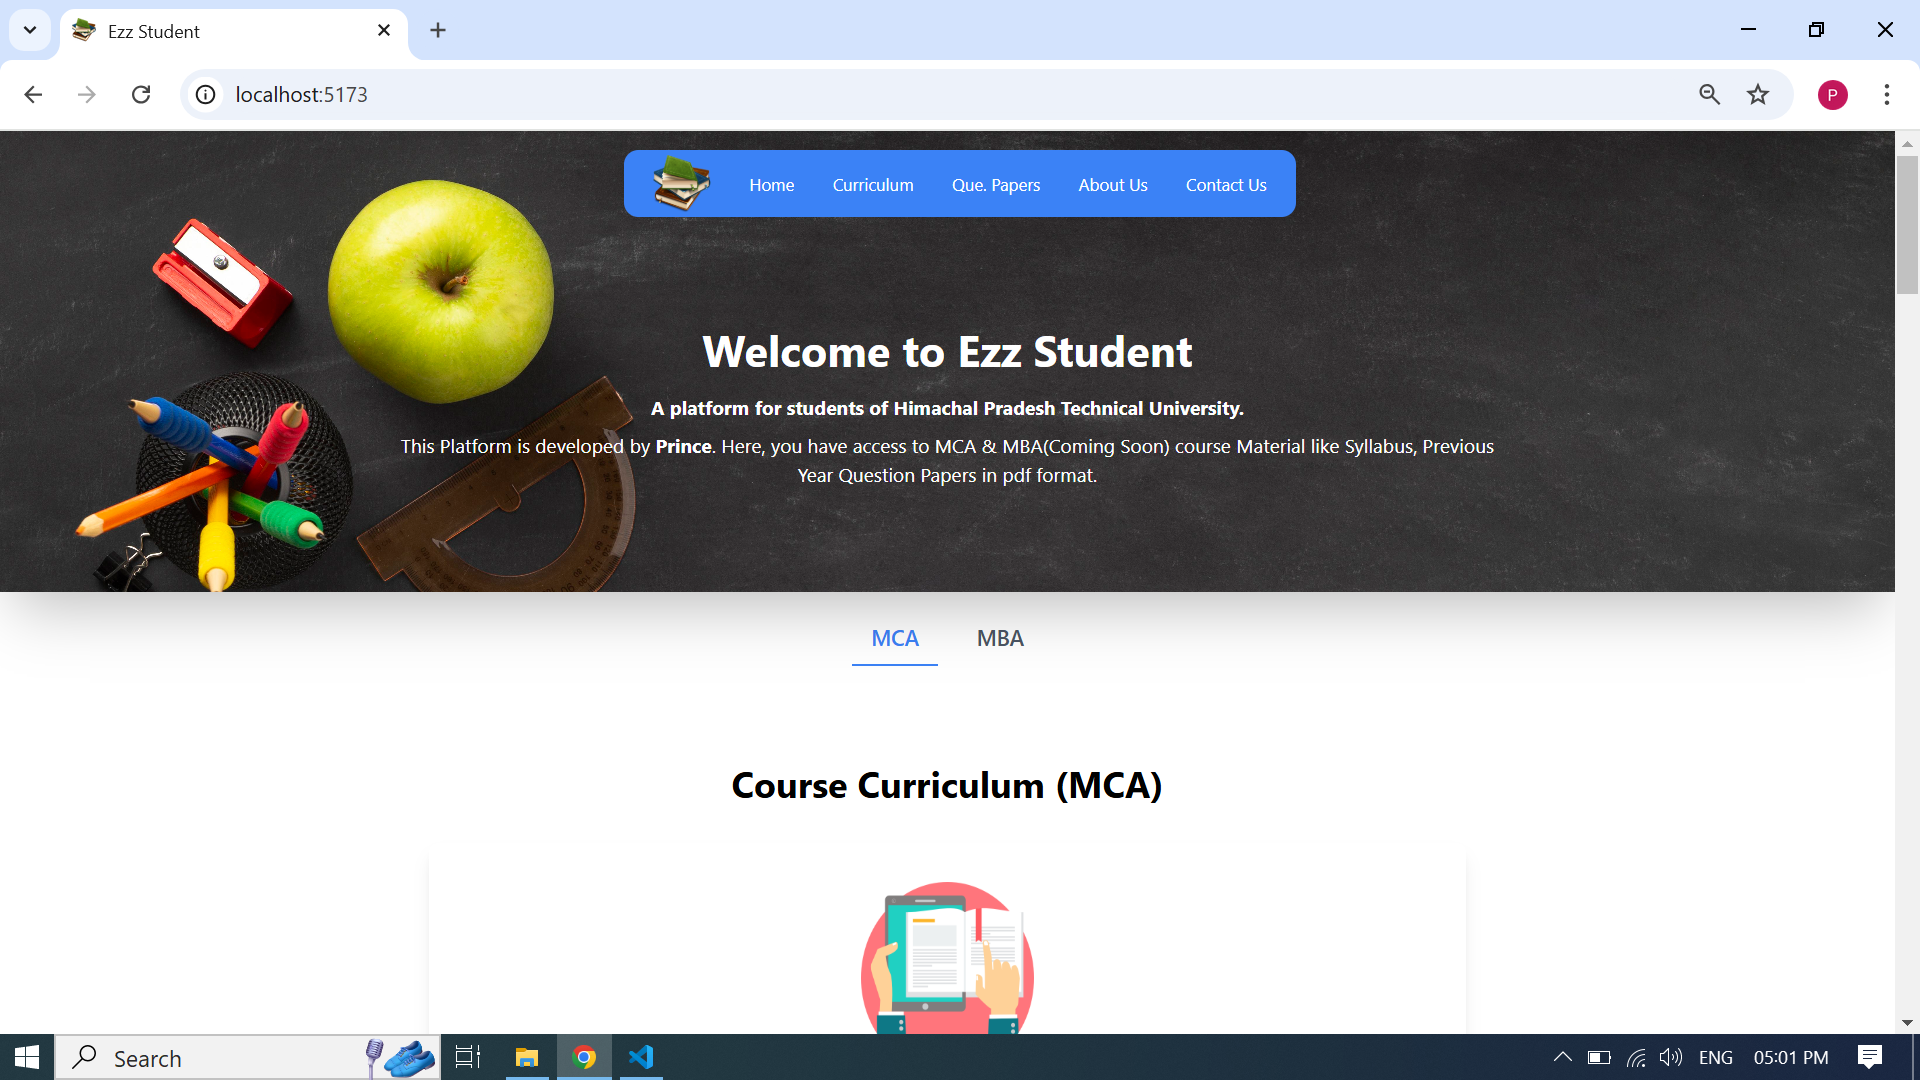 Ezz Student
localhost:5173
P
Home Curriculum Que. Papers About Us Contact Us
Welcome to Ezz Student
A platform for students of Himachal Pradesh Technical University.
This Platform is developed by Prince. Here, you have access to MCA & MBA(Coming Soon) course Material like Syllabus, Previous
Year Question Papers in pdf format.
MCA MBA
Course Curriculum (MCA)
Search
ENG 05:01 PM